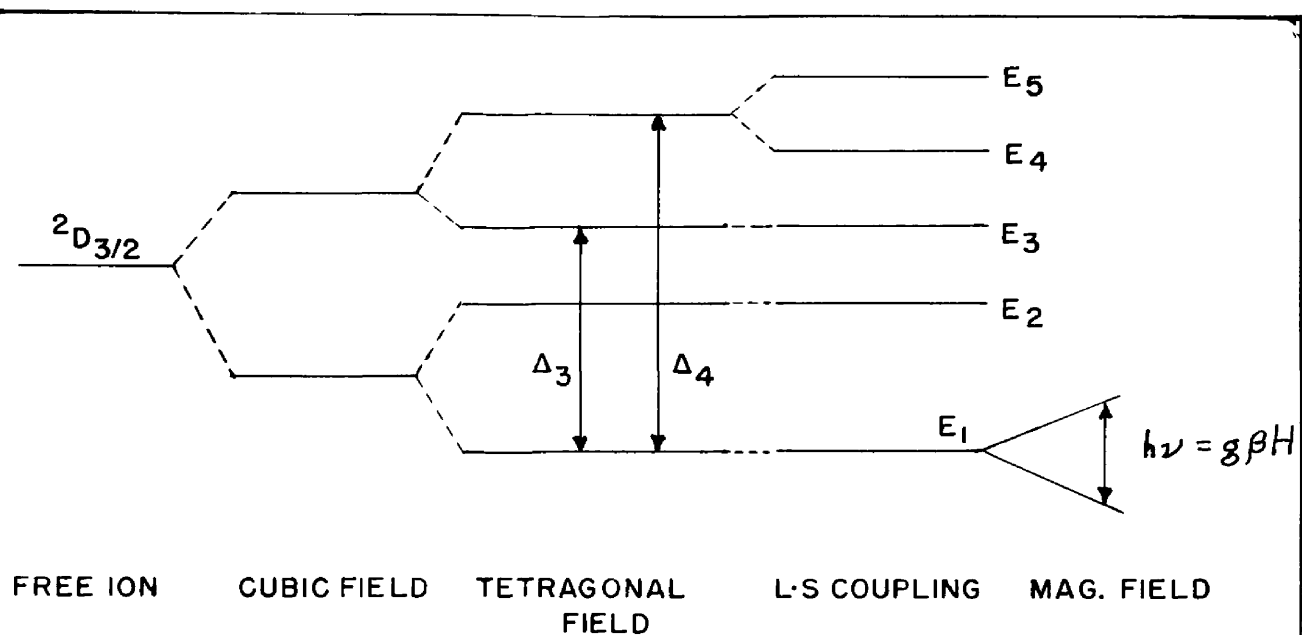 E₅
E₄
²D₃/₂
E₃
E₂
Δ₃ Δ₄
E₁
hν = gβH
FREE ION CUBIC FIELD TETRAGONAL FIELD L·S COUPLING MAG. FIELD